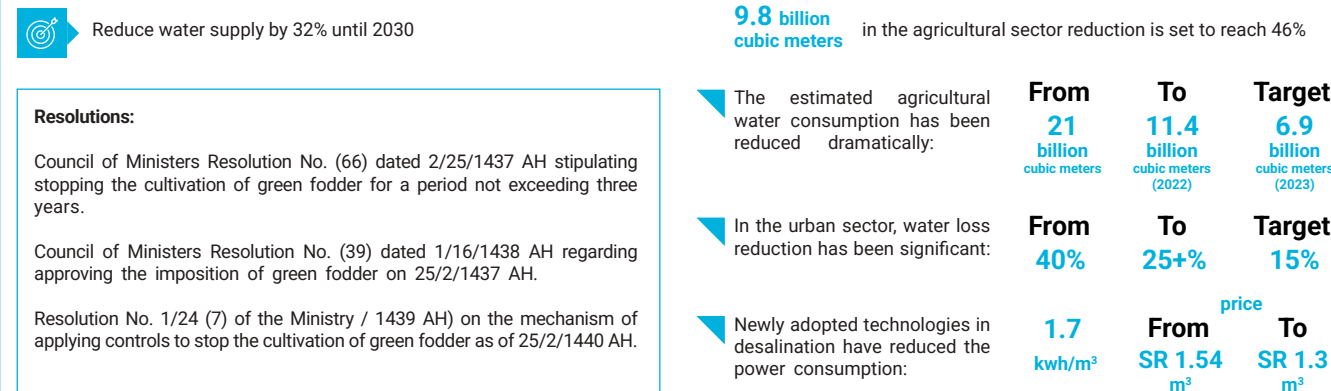 Reduce water supply by 32% until 2030
Resolutions:
Council of Ministers Resolution No. (66) dated 2/25/1437 AH stipulating
stopping the cultivation of green fodder for a period not exceeding three
years.
Council of Ministers Resolution No. (39) dated 1/16/1438 AH regarding
approving the imposition of green fodder on 25/2/1437 AH.
Resolution No. 1/24 (7) of the Ministry / 1439 AH) on the mechanism of
applying controls to stop the cultivation of green fodder as of 25/2/1440 AH.
9.8 billion
cubic meters
in the agricultural sector reduction is set to reach 46%
The estimated agricultural
water consumption has been
reduced dramatically:
From To Target
21 11.4 6.9
billion billion billion
cubic meters cubic meters cubic meters
(2022) (2023)
In the urban sector, water loss
reduction has been significant:
From To Target
40% 25+% 15%
Newly adopted technologies in
desalination have reduced the
power consumption:
price
1.7 From To
kwh/m³ SR 1.54 SR 1.3
m³ m³